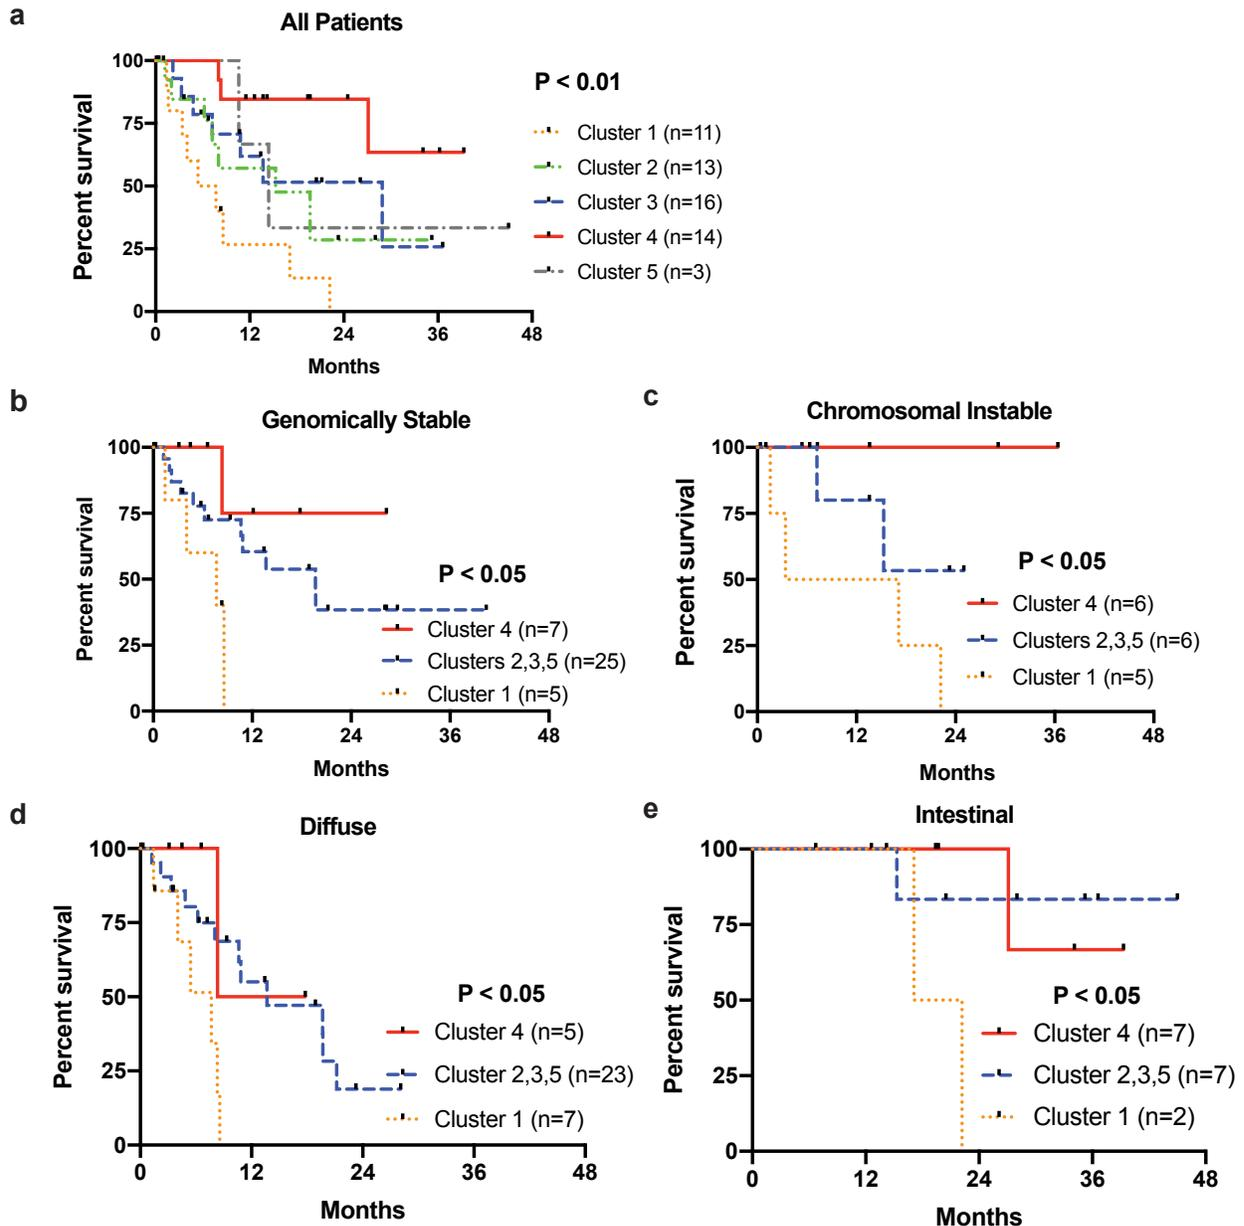 a
All Patients
Percent survival
100
75
50
25
0
0 12 24 36 48
Months
P < 0.01
Cluster 1 (n=11)
Cluster 2 (n=13)
Cluster 3 (n=16)
Cluster 4 (n=14)
Cluster 5 (n=3)
b
Genomically Stable
Percent survival
100
75
50
25
0
0 12 24 36 48
Months
P < 0.05
Cluster 4 (n=7)
Clusters 2,3,5 (n=25)
Cluster 1 (n=5)
c
Chromosomal Instable
Percent survival
100
75
50
25
0
0 12 24 36 48
Months
P < 0.05
Cluster 4 (n=6)
Clusters 2,3,5 (n=6)
Cluster 1 (n=5)
d
Diffuse
Percent survival
100
75
50
25
0
0 12 24 36 48
Months
P < 0.05
Cluster 4 (n=5)
Cluster 2,3,5 (n=23)
Cluster 1 (n=7)
e
Intestinal
Percent survival
100
75
50
25
0
0 12 24 36 48
Months
P < 0.05
Cluster 4 (n=7)
Cluster 2,3,5 (n=7)
Cluster 1 (n=2)